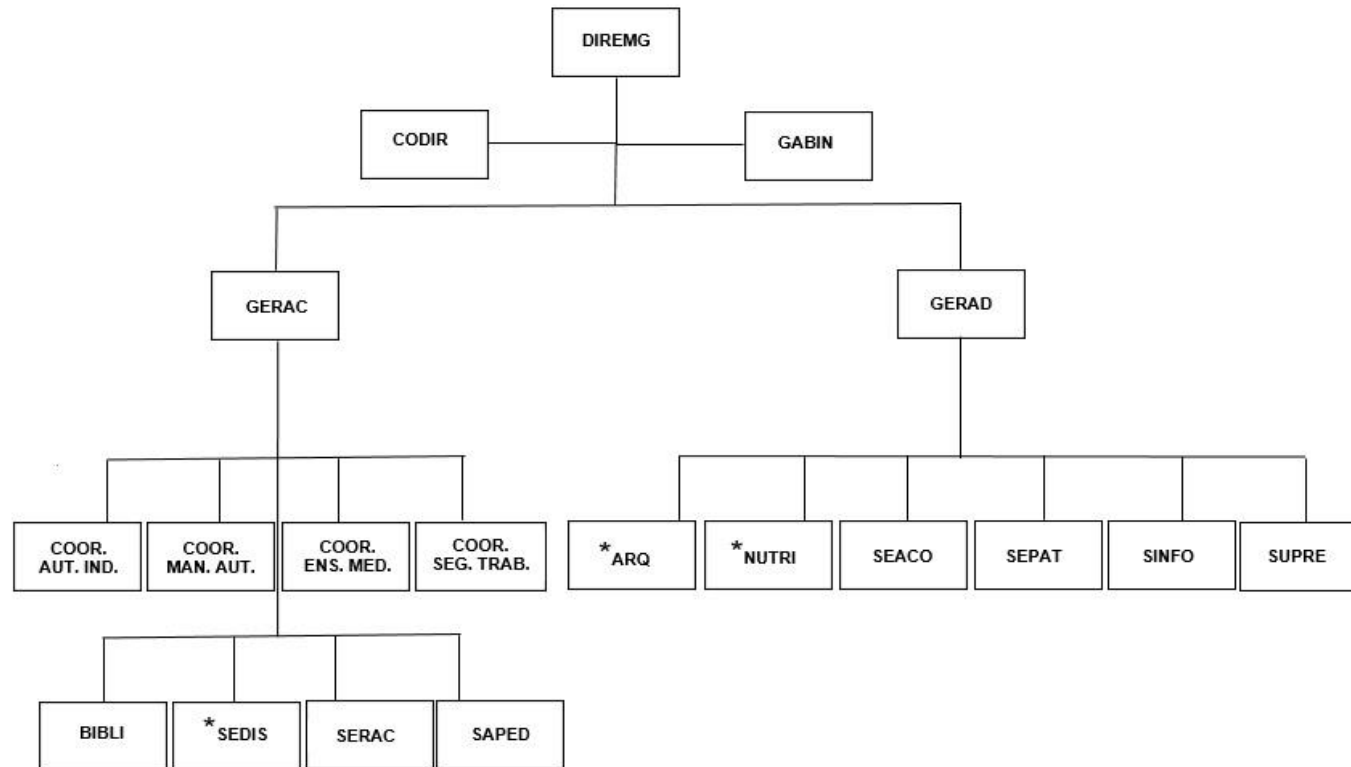 DIREMG
CODIR
GABIN
GERAC
GERAD
COOR.
AUT. IND.
COOR.
MAN. AUT.
COOR.
ENS. MED.
COOR.
SEG. TRAB.
*ARQ
*NUTRI
SEACO
SEPAT
SINFO
SUPRE
BIBLI
*SEDIS
SERAC
SAPED